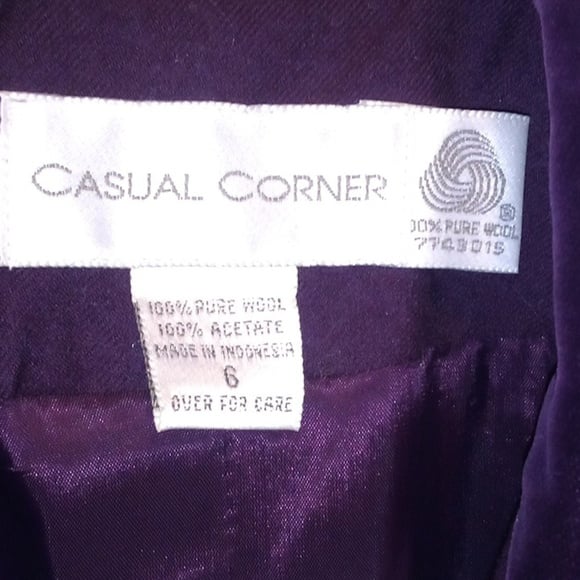 CASUAL CORNER
®
00% PURE WOOL
7743015
100% PURE WOOL
100% ACETATE
MADE IN INDONESIA
6
OVER FOR CARE